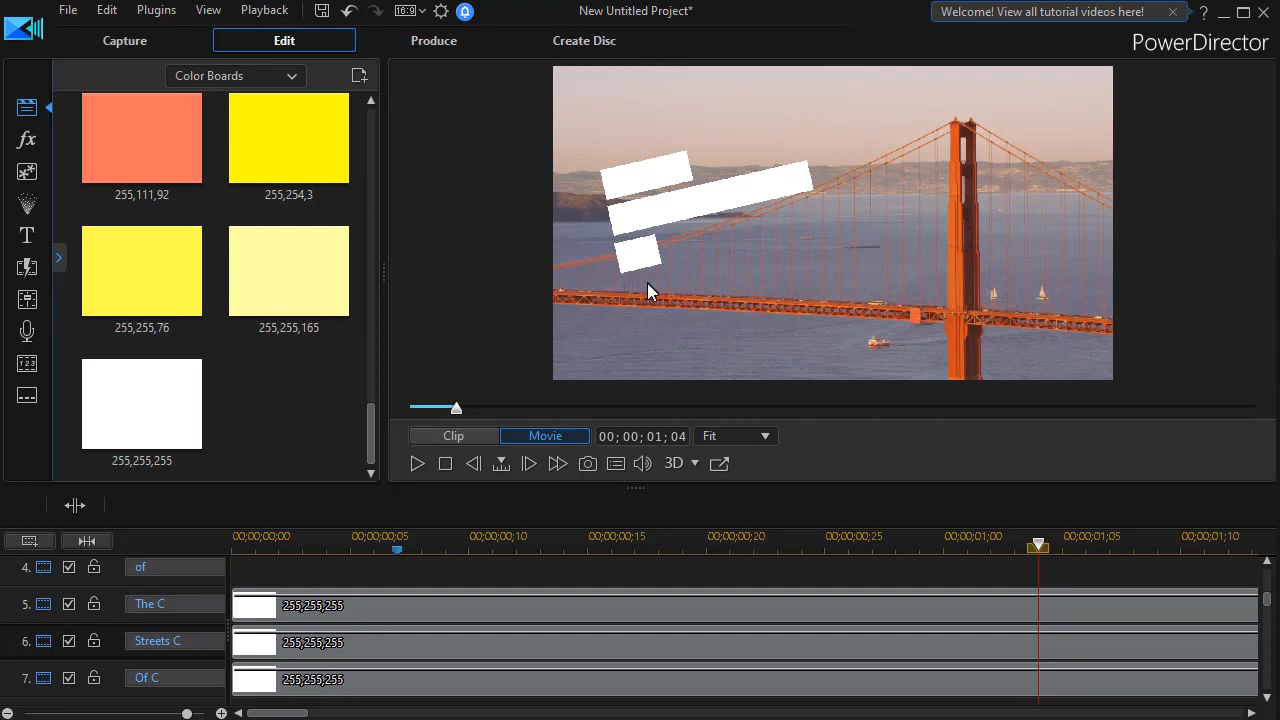 File Edit Plugins View Playback 16:9 New Untitled Project* Welcome! View all tutorial videos here! ?
Capture Edit Produce Create Disc
PowerDirector
Color Boards
fx
T
255,111,92 255,254,3
255,255,76 255,255,165
255,255,255
Clip Movie 00; 00; 01; 04 Fit
3D
00;00;00;00 00;00;00;05 00;00;00;10 00;00;00;15 00;00;00;20 00;00;00;25 00;00;01;00 00;00;01;05 00;00;01;10
4. of
5. The C 255,255,255
6. Streets C 255,255,255
7. Of C 255,255,255